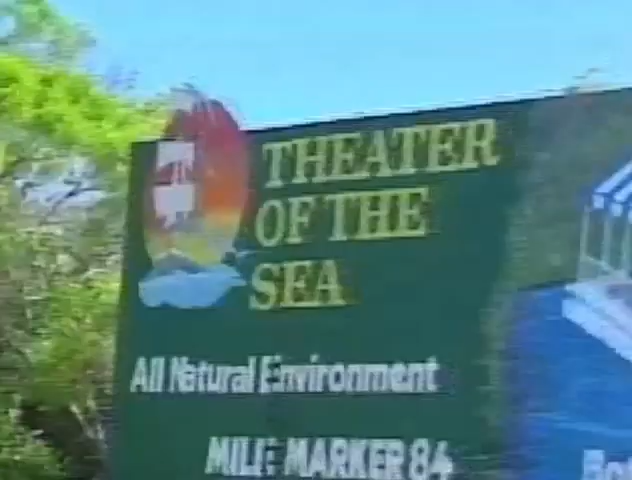 THEATER
OF THE
SEA
All Natural Environment
MILE MARKER 84